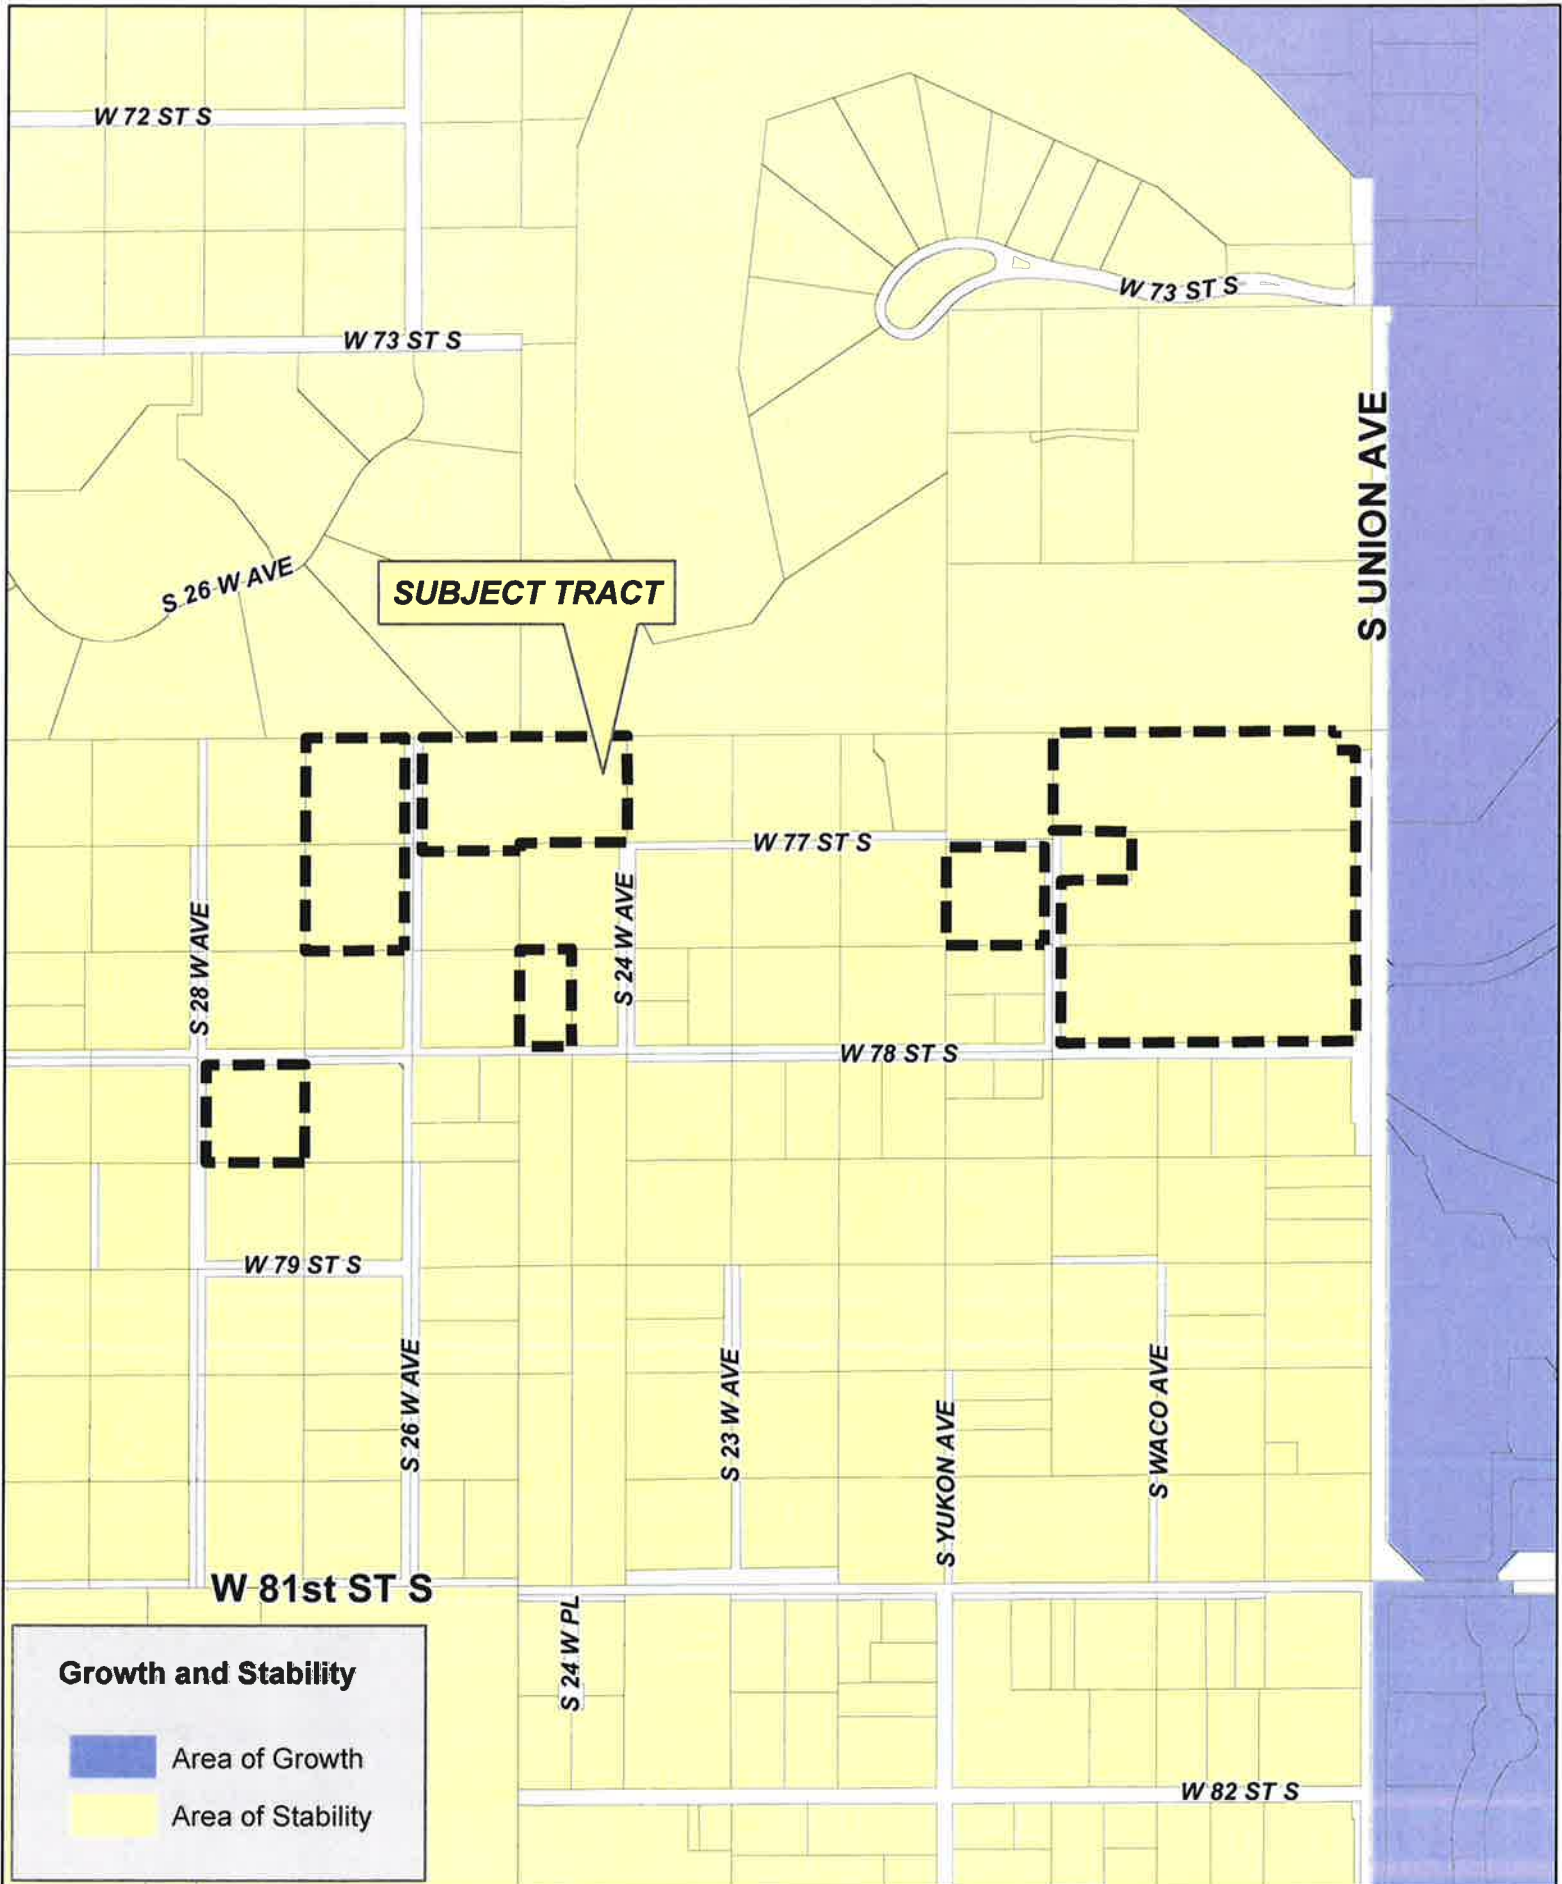 W 72 ST S
W 73 ST S
W 73 ST S
S UNION AVE
S 26 W AVE
SUBJECT TRACT
W 77 ST S
S 28 W AVE
S 24 W AVE
W 78 ST S
W 79 ST S
S 26 W AVE
S 23 W AVE
S YUKON AVE
S WACO AVE
W 81st ST S
S 24 W PL
Growth and Stability
Area of Growth
Area of Stability
W 82 ST S